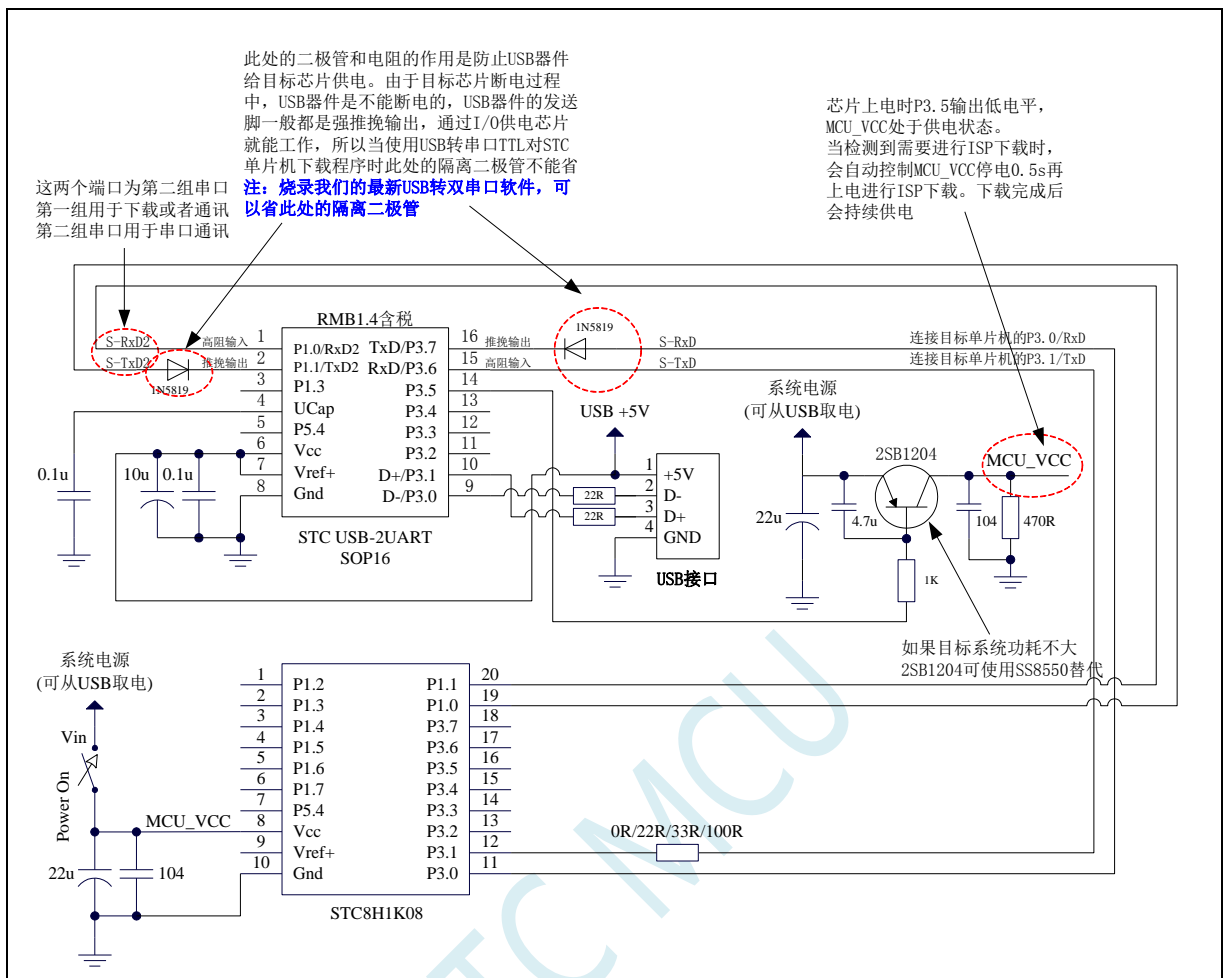 此处的二极管和电阻的作用是防止USB器件
给目标芯片供电。由于目标芯片断电过程
中，USB器件是不能断电的，USB器件的发送
脚一般都是强推挽输出，通过I/O供电芯片
就能工作，所以当使用USB转串口TTL对STC
单片机下载程序时此处的隔离二极管不能省
注：烧录我们的最新USB转双串口软件，可
以省此处的隔离二极管
这两个端口为第二组串口
第一组用于下载或者通讯
第二组串口用于串口通讯
芯片上电时P3.5输出低电平，
MCU_VCC处于供电状态。
当检测到需要进行ISP下载时，
会自动控制MCU_VCC停电0.5s再
上电进行ISP下载。下载完成后
会持续供电
RMB1.4含税
S-RxD2
高阻输入
1
P1.0/RxD2
S-TxD2
推挽输出
2
P1.1/TxD2
1N5819
3
P1.3
4
UCap
5
P5.4
6
Vcc
7
Vref+
8
Gnd
TxD/P3.7
16
推挽输出
1N5819
S-RxD
连接目标单片机的P3.0/RxD
RxD/P3.6
15
高阻输入
S-TxD
连接目标单片机的P3.1/TxD
P3.5
14
P3.4
13
P3.3
12
P3.2
11
D+/P3.1
10
D-/P3.0
9
STC USB-2UART
SOP16
0.1u
10u
0.1u
USB +5V
22R
22R
1
+5V
2
D-
3
D+
4
GND
USB接口
系统电源
(可从USB取电)
2SB1204
MCU_VCC
22u
4.7u
104
470R
1K
如果目标系统功耗不大
2SB1204可使用SS8550替代
系统电源
(可从USB取电)
Vin
Power On
MCU_VCC
22u
104
1
P1.2
2
P1.3
3
P1.4
4
P1.5
5
P1.6
6
P1.7
7
P5.4
8
Vcc
9
Vref+
10
Gnd
P1.1
20
P1.0
19
P3.7
18
P3.6
17
P3.5
16
P3.4
15
P3.3
14
P3.2
13
P3.1
12
P3.0
11
0R/22R/33R/100R
STC8H1K08
STC MCU